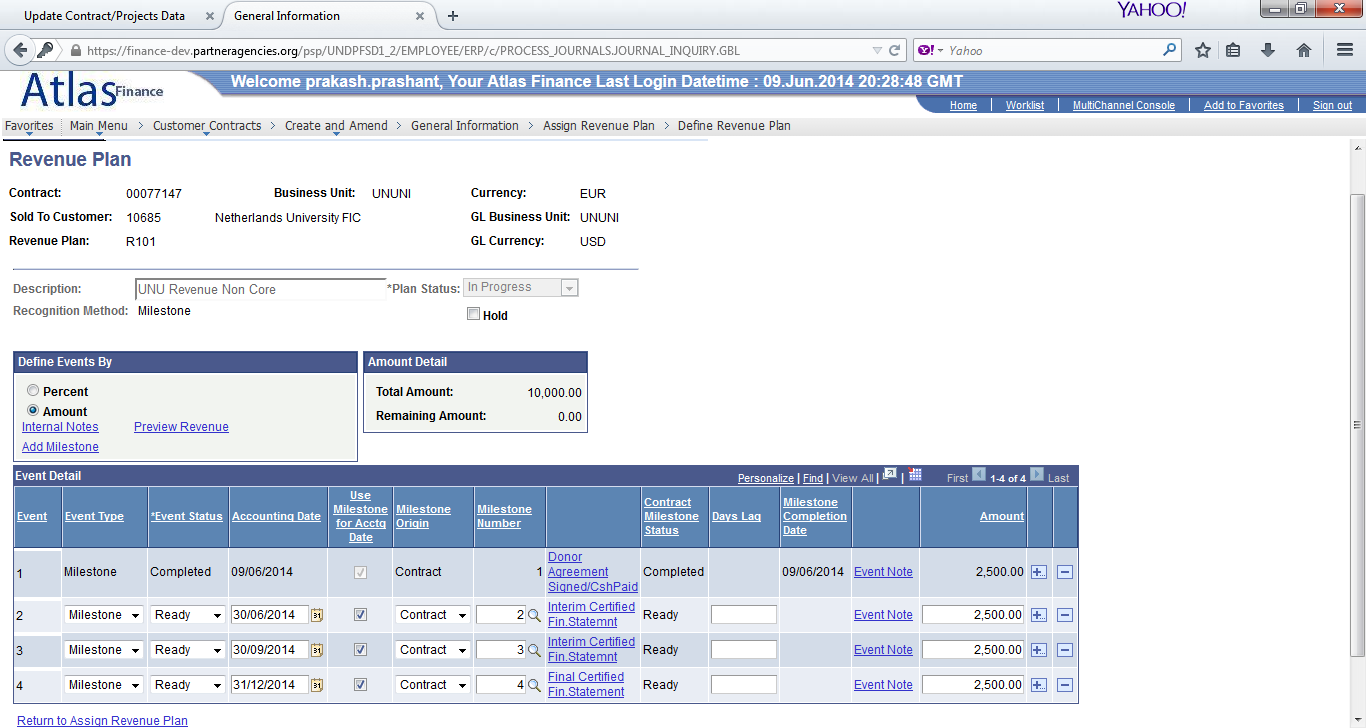 Update Contract/Projects Data
General Information
YAHOO!
https://finance-dev.partneragencies.org/psp/UNDPFSD1_2/EMPLOYEE/ERP/c/PROCESS_JOURNALS.JOURNAL_INQUIRY.GBL
Yahoo
Atlas Finance
Welcome prakash.prashant, Your Atlas Finance Last Login Datetime : 09.Jun.2014 20:28:48 GMT
Home Worklist MultiChannel Console Add to Favorites Sign out
Favorites Main Menu > Customer Contracts > Create and Amend > General Information > Assign Revenue Plan > Define Revenue Plan
Revenue Plan
Contract: 00077147 Business Unit: UNUNI Currency: EUR
Sold To Customer: 10685 Netherlands University FIC GL Business Unit: UNUNI
Revenue Plan: R101 GL Currency: USD
Description: UNU Revenue Non Core *Plan Status: In Progress
Recognition Method: Milestone
Hold
Define Events By
Percent
Amount
Internal Notes Preview Revenue
Add Milestone
Amount Detail
Total Amount: 10,000.00
Remaining Amount: 0.00
Event Detail Personalize | Find | View All | | First 1-4 of 4 Last
Event Event Type *Event Status Accounting Date Use Milestone for Acctg Date Milestone Origin Milestone Number Contract Milestone Status Days Lag Milestone Completion Date Amount
1 Milestone Completed 09/06/2014 Contract 1 Donor Agreement Signed/CshPaid Completed 09/06/2014 Event Note 2,500.00
2 Milestone Ready 30/06/2014 Contract 2 Interim Certified Fin.Statemnt Ready Event Note 2,500.00
3 Milestone Ready 30/09/2014 Contract 3 Interim Certified Fin.Statemnt Ready Event Note 2,500.00
4 Milestone Ready 31/12/2014 Contract 4 Final Certified Fin.Statement Ready Event Note 2,500.00
Return to Assign Revenue Plan